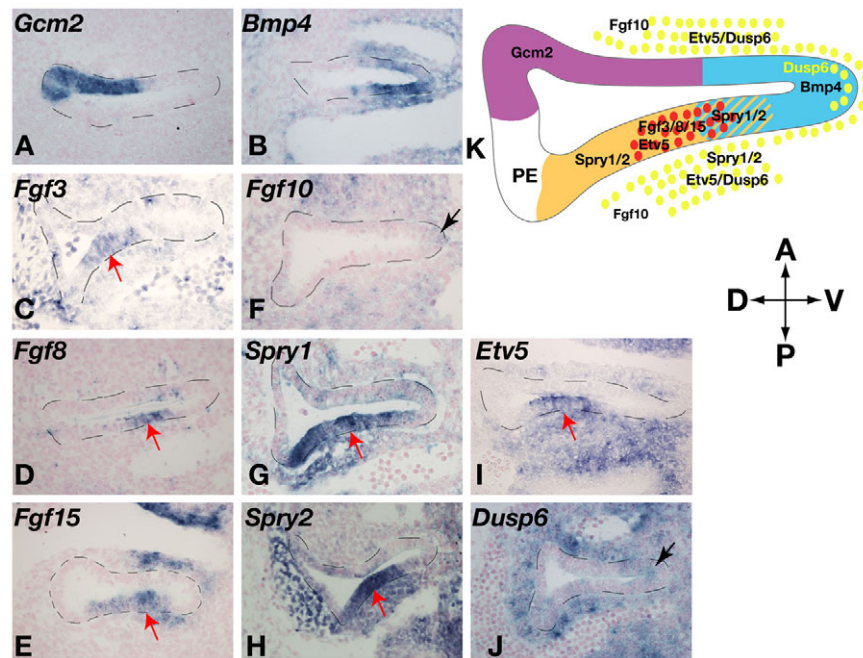 Gcm2
A
Bmp4
B
Fgf3
C
Fgf10
F
Fgf8
D
Spry1
G
Etv5
I
Fgf15
E
Spry2
H
Dusp6
J
K
Fgf10
Etv5/Dusp6
Gcm2
Dusp6
Bmp4
Fgf3/8/15
Spry1/2
Etv5
Spry1/2
PE
Spry1/2
Etv5/Dusp6
Fgf10
A
D V
P